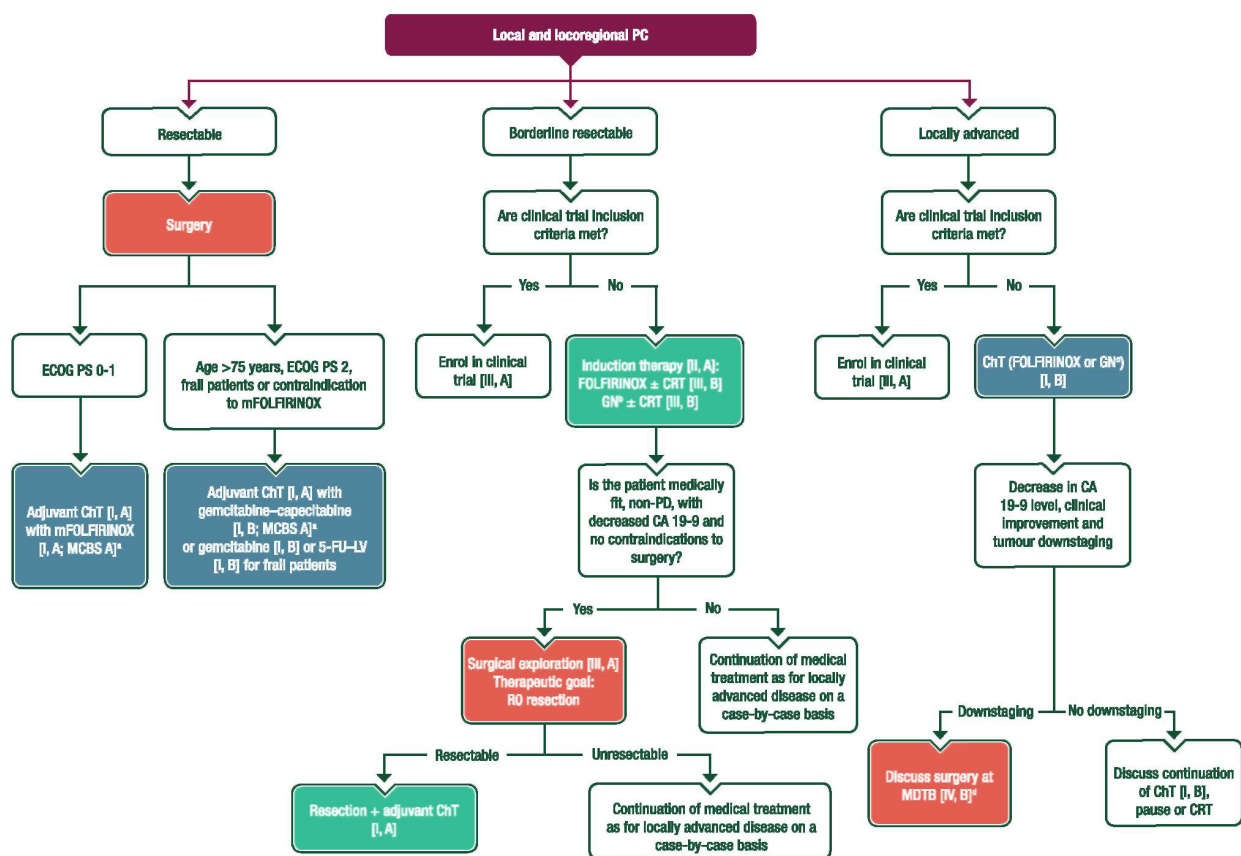 Local and locoregional PC
Resectable
Borderline resectable
Locally advanced
Surgery
Are clinical trial inclusion
criteria met?
Are clinical trial inclusion
criteria met?
Yes
No
Yes
No
ECOG PS 0-1
Age >75 years, ECOG PS 2,
frail patients or contraindication
to mFOLFIRINOX
Enrol in clinical
trial [III, A]
Induction therapy [II, A]:
FOLFIRINOX ± CRT [III, B]
GNᵇ ± CRT [III, B]
Enrol in clinical
trial [III, A]
ChT (FOLFIRINOX or GNᶜ)
[I, B]
Adjuvant ChT [I, A]
with mFOLFIRINOX
[I, A; MCBS A]ᵃ
Adjuvant ChT [I, A] with
gemcitabine–capecitabine
[I, B; MCBS A]ᵃ
or gemcitabine [I, B] or 5-FU–LV
[I, B] for frail patients
Is the patient medically
fit, non-PD, with
decreased CA 19-9 and
no contraindications to
surgery?
Decrease in CA
19-9 level, clinical
improvement and
tumour downstaging
Yes
No
Surgical exploration [III, A]
Therapeutic goal:
R0 resection
Continuation of medical
treatment as for locally
advanced disease on a
case-by-case basis
Downstaging
No downstaging
Resectable
Unresectable
Discuss surgery at
MDTB [IV, B]ᵈ
Discuss continuation
of ChT [I, B],
pause or CRT
Resection + adjuvant ChT
[I, A]
Continuation of medical treatment
as for locally advanced disease on a
case-by-case basis